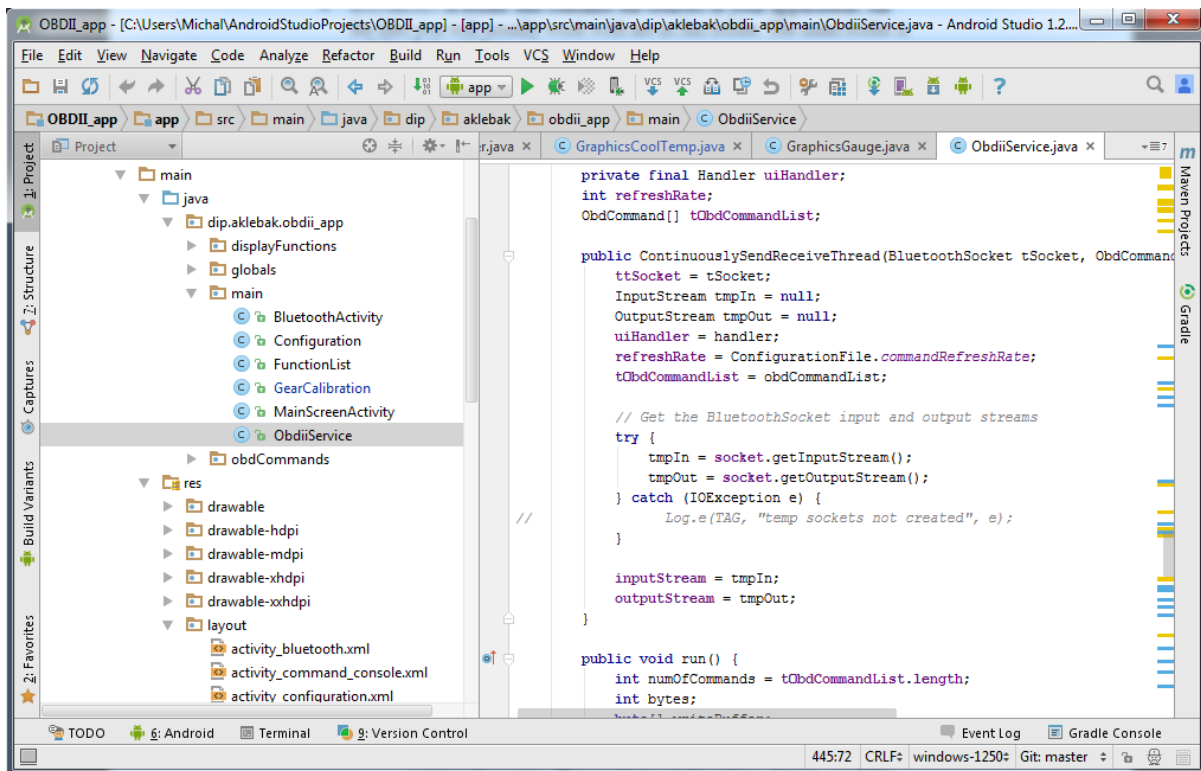 OBDII_app - [C:\Users\Michal\AndroidStudioProjects\OBDII_app] - [app] - ...\app\src\main\java\dip\aklebak\obdii_app\main\ObdiiService.java - Android Studio 1.2....
File Edit View Navigate Code Analyze Refactor Build Run Tools VCS Window Help
app
OBDII_app app src main java dip aklebak obdii_app main ObdiiService
Project
er.java GraphicsCoolTemp.java GraphicsGauge.java ObdiiService.java 7
1: Project
7: Structure
Captures
Build Variants
2: Favorites
main
java
dip.aklebak.obdii_app
displayFunctions
globals
main
BluetoothActivity
Configuration
FunctionList
GearCalibration
MainScreenActivity
ObdiiService
obdCommands
res
drawable
drawable-hdpi
drawable-mdpi
drawable-xhdpi
drawable-xxhdpi
layout
activity_bluetooth.xml
activity_command_console.xml
activity_configuration.xml
private final Handler uiHandler;
int refreshRate;
ObdCommand[] tObdCommandList;
public ContinuouslySendReceiveThread(BluetoothSocket tSocket, ObdCommand
ttSocket = tSocket;
InputStream tmpIn = null;
OutputStream tmpOut = null;
uiHandler = handler;
refreshRate = ConfigurationFile.commandRefreshRate;
tObdCommandList = obdCommandList;
// Get the BluetoothSocket input and output streams
try {
tmpIn = socket.getInputStream();
tmpOut = socket.getOutputStream();
} catch (IOException e) {
// Log.e(TAG, "temp sockets not created", e);
}
inputStream = tmpIn;
outputStream = tmpOut;
}
public void run() {
int numOfCommands = tObdCommandList.length;
int bytes;
Maven Projects
Gradle
TODO 6: Android Terminal 9: Version Control Event Log Gradle Console
445:72 CRLF windows-1250 Git: master